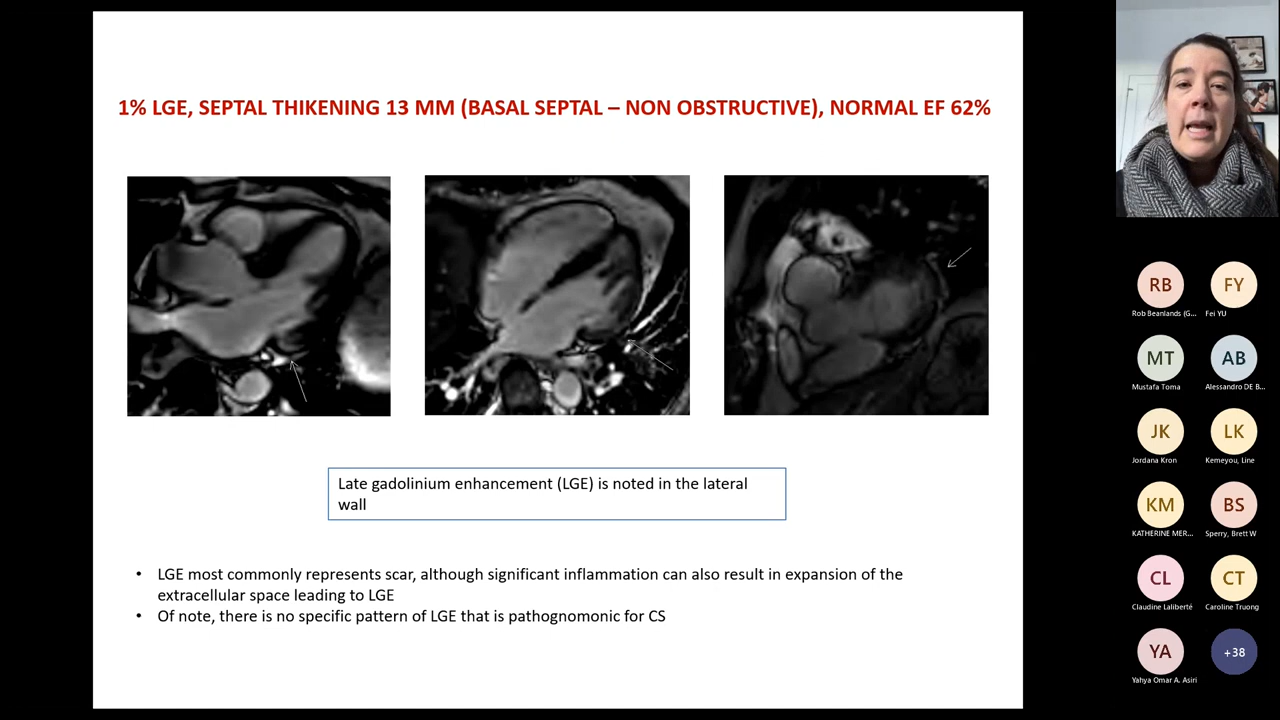 1% LGE, SEPTAL THIKENING 13 MM (BASAL SEPTAL – NON OBSTRUCTIVE), NORMAL EF 62%
Late gadolinium enhancement (LGE) is noted in the lateral
wall
• LGE most commonly represents scar, although significant inflammation can also result in expansion of the
extracellular space leading to LGE
• Of note, there is no specific pattern of LGE that is pathognomonic for CS
RB FY
Rob Beanlands (G... Fei YU
MT AB
Mustafa Toma Alessandro DE B...
JK LK
Jordana Kron Kemeyou, Line
KM BS
KATHERINE MER... Sperry, Brett W
CL CT
Claudine Laliberté Caroline Truong
YA +38
Yahya Omar A. Asiri